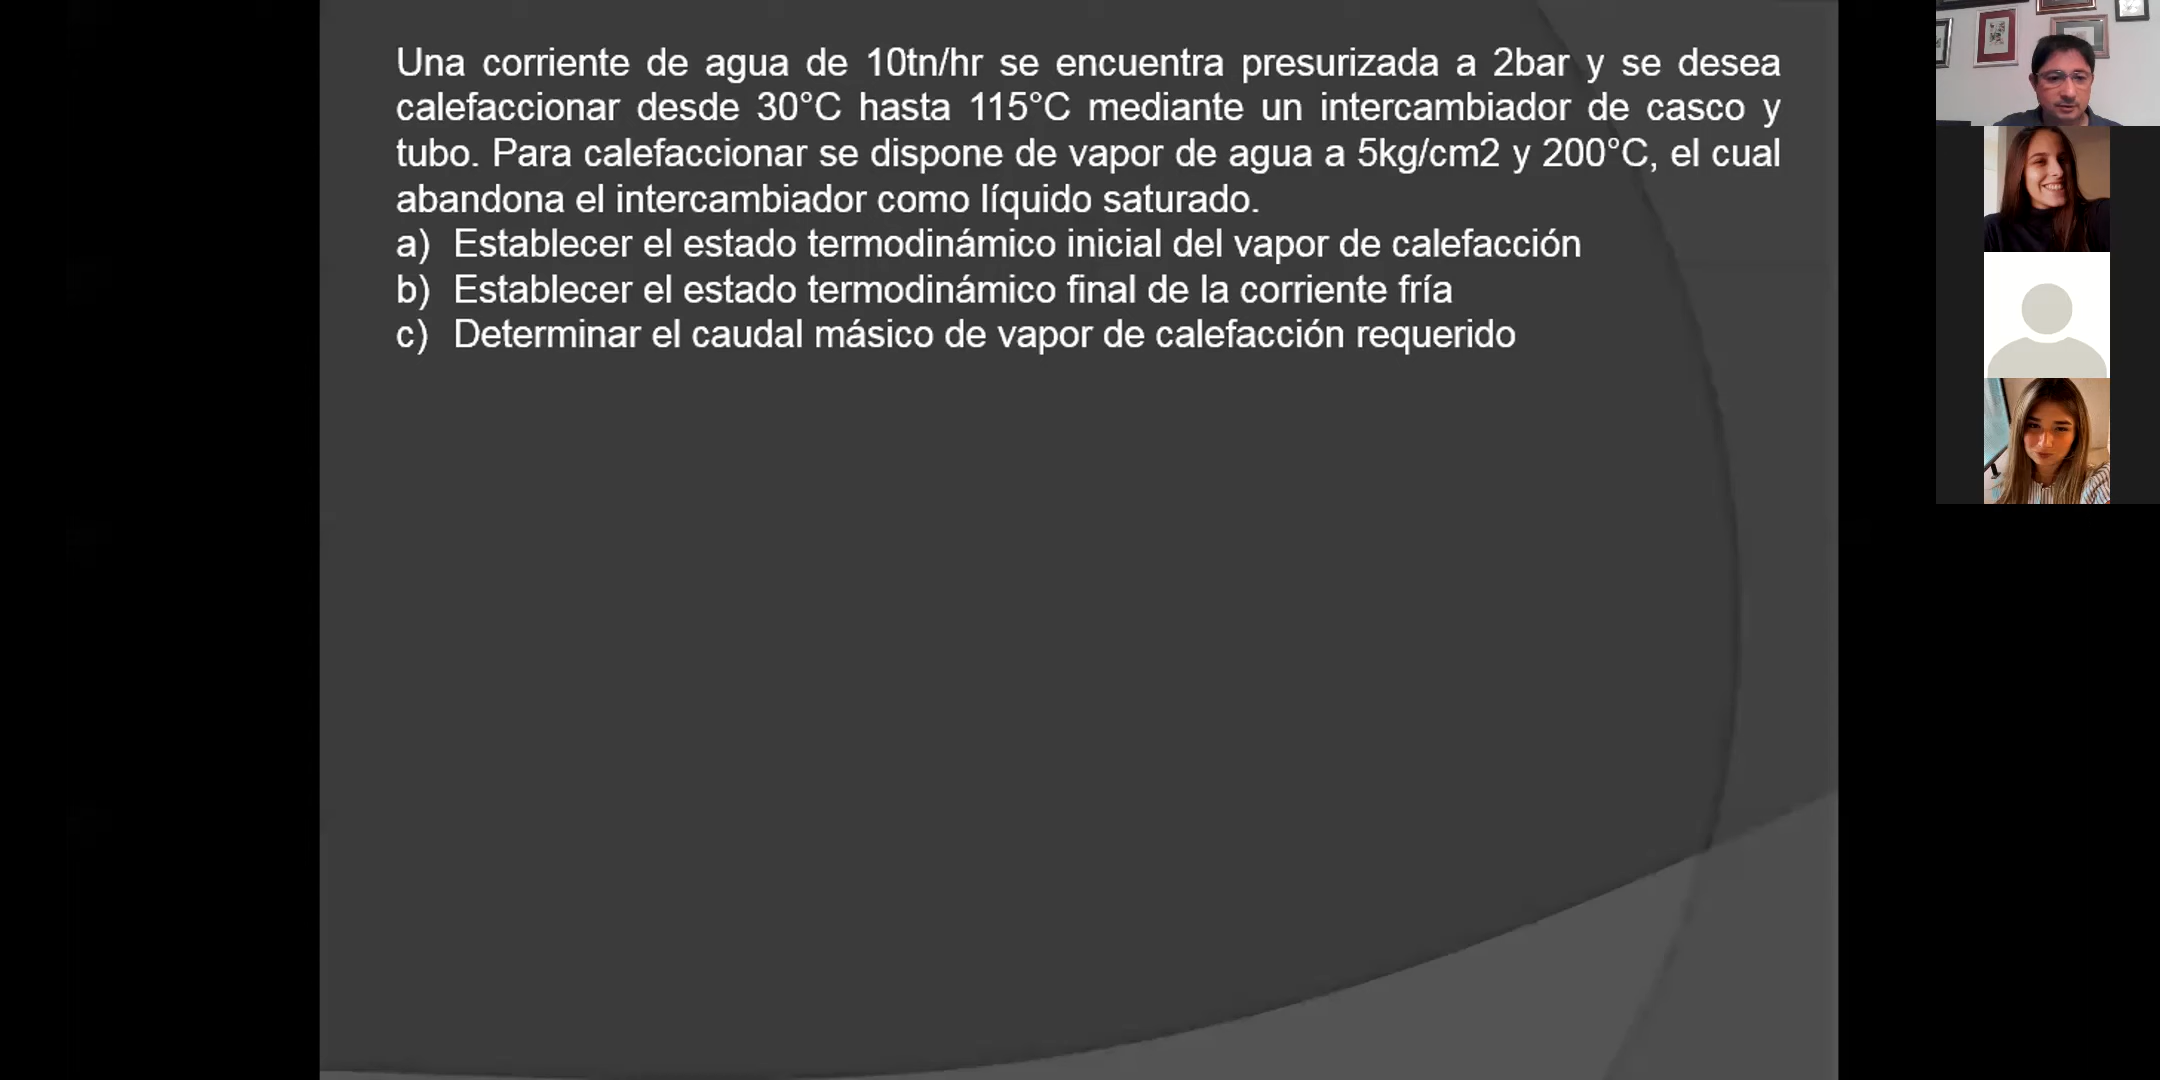 Una corriente de agua de 10tn/hr se encuentra presurizada a 2bar y se desea
calefaccionar desde 30°C hasta 115°C mediante un intercambiador de casco y
tubo. Para calefaccionar se dispone de vapor de agua a 5kg/cm2 y 200°C, el cual
abandona el intercambiador como líquido saturado.
a) Establecer el estado termodinámico inicial del vapor de calefacción
b) Establecer el estado termodinámico final de la corriente fría
c) Determinar el caudal másico de vapor de calefacción requerido